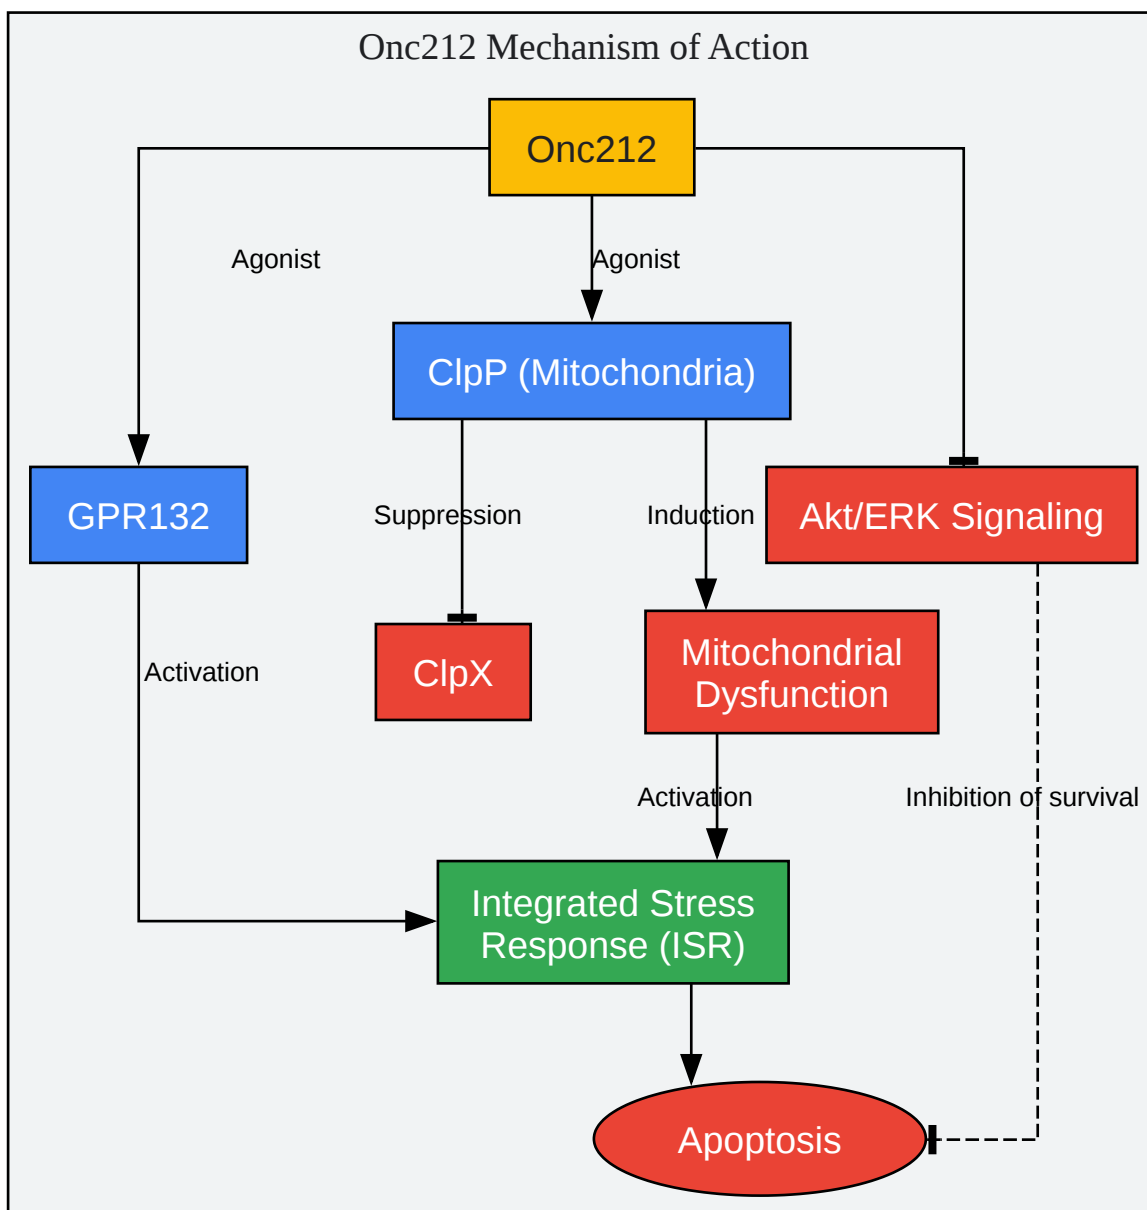 Onc212 Mechanism of Action
Onc212
Agonist
Agonist
ClpP (Mitochondria)
GPR132
Suppression
Induction
Akt/ERK Signaling
Activation
ClpX
Mitochondrial
Dysfunction
Activation
Inhibition of survival
Integrated Stress
Response (ISR)
Apoptosis